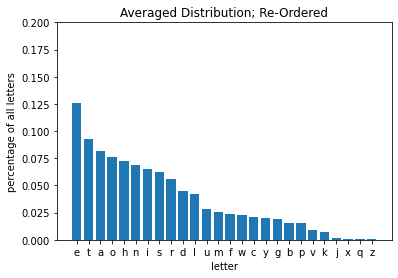 Averaged Distribution; Re-Ordered
percentage of all letters
0.200
0.175
0.150
0.125
0.100
0.075
0.050
0.025
0.000
e t a o h n i s r d l u m f w c y g b p v k j x q z
letter